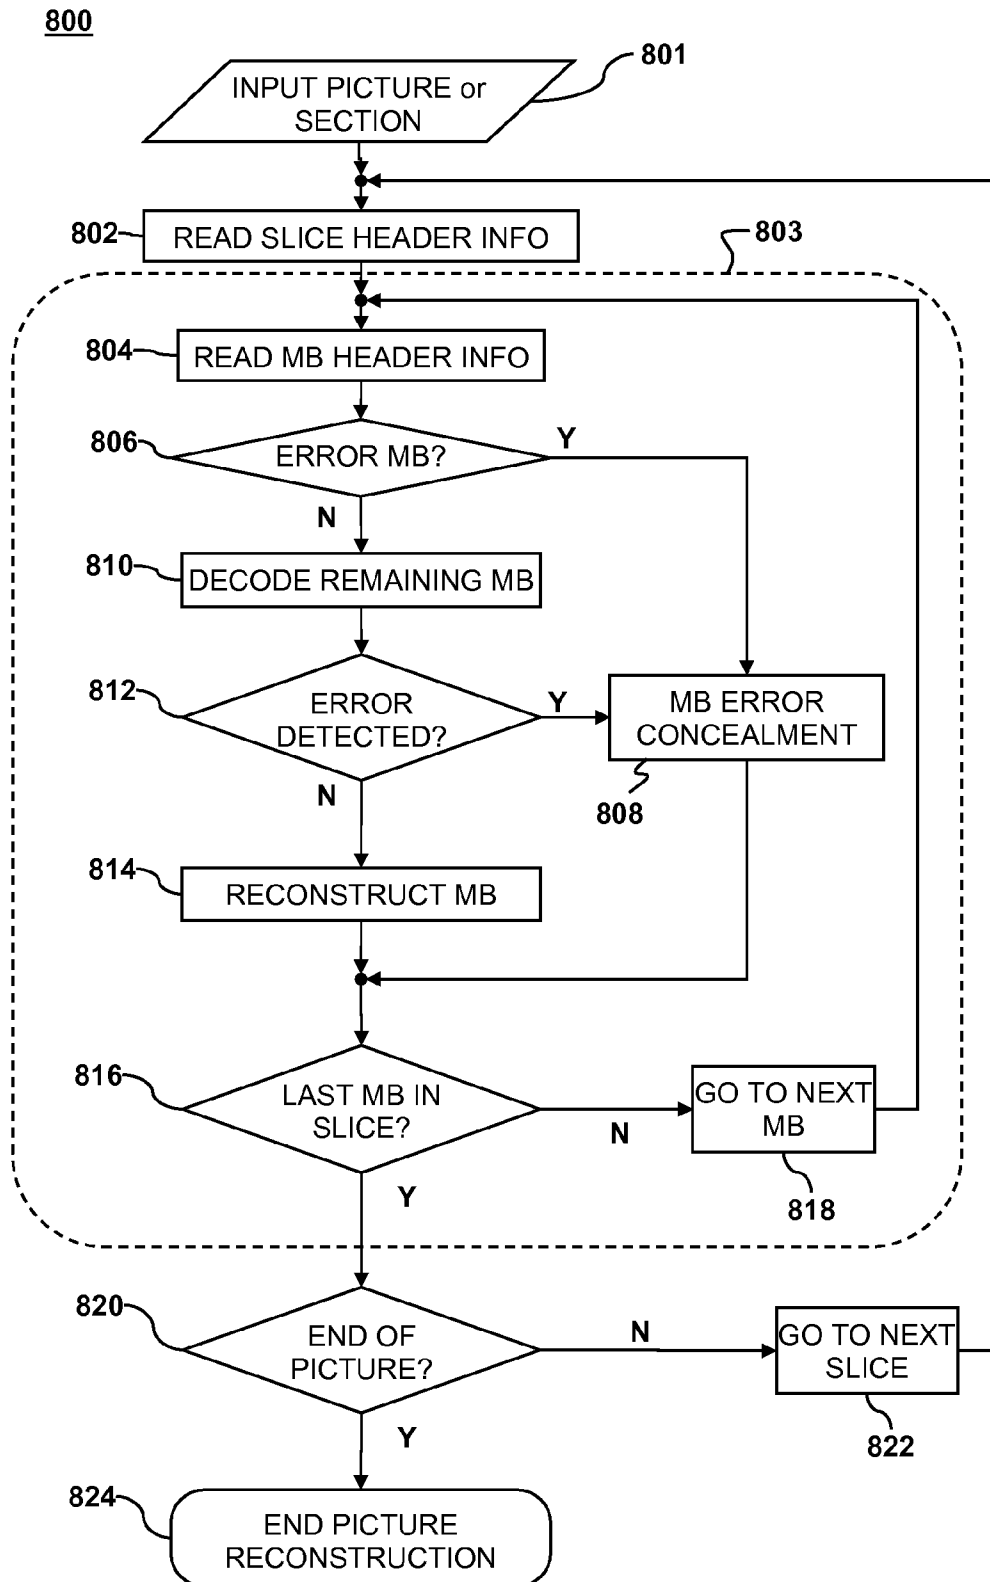 800
801
INPUT PICTURE or
SECTION
802
READ SLICE HEADER INFO
803
804
READ MB HEADER INFO
806
ERROR MB?
Y
N
810
DECODE REMAINING MB
812
ERROR
DETECTED?
Y
N
MB ERROR
CONCEALMENT
808
814
RECONSTRUCT MB
816
LAST MB IN
SLICE?
N
Y
GO TO NEXT
MB
818
820
END OF
PICTURE?
N
Y
GO TO NEXT
SLICE
822
824
END PICTURE
RECONSTRUCTION